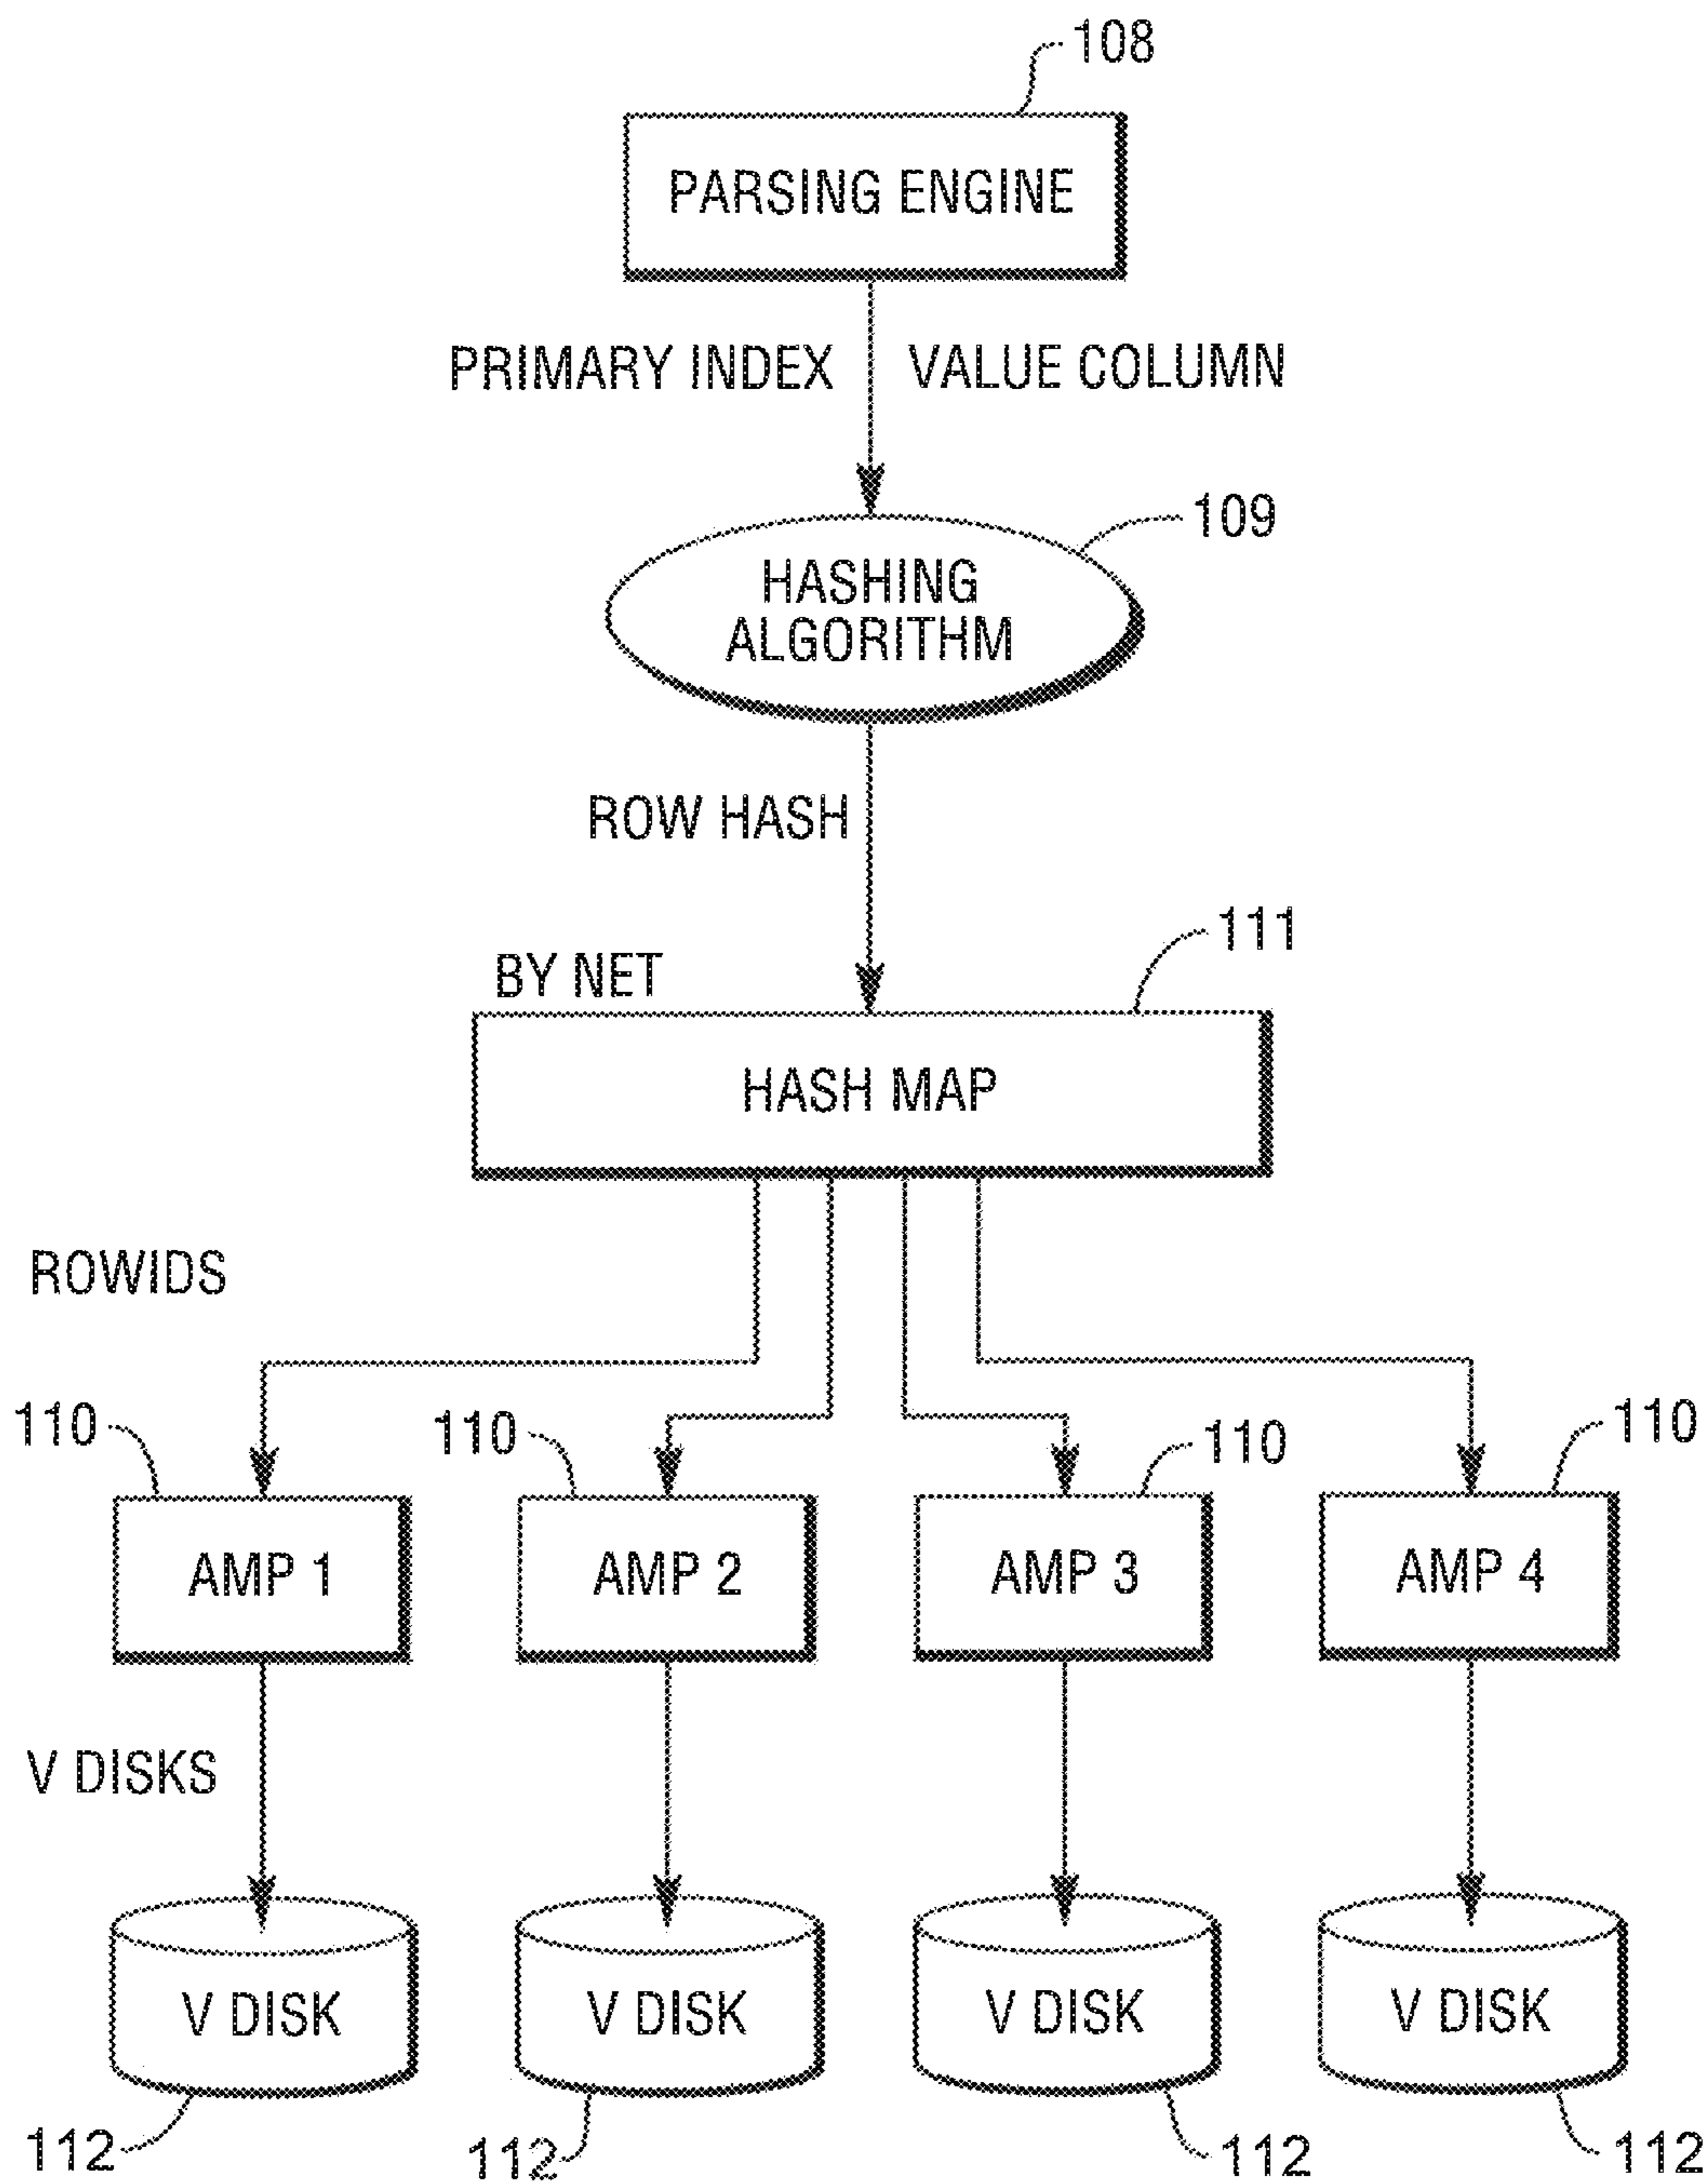 108
PARSING ENGINE
PRIMARY INDEX VALUE COLUMN
109
HASHING
ALGORITHM
ROW HASH
111
BY NET
HASH MAP
ROWIDS
110 110 110 110
AMP 1 AMP 2 AMP 3 AMP 4
V DISKS
V DISK V DISK V DISK V DISK
112 112 112 112